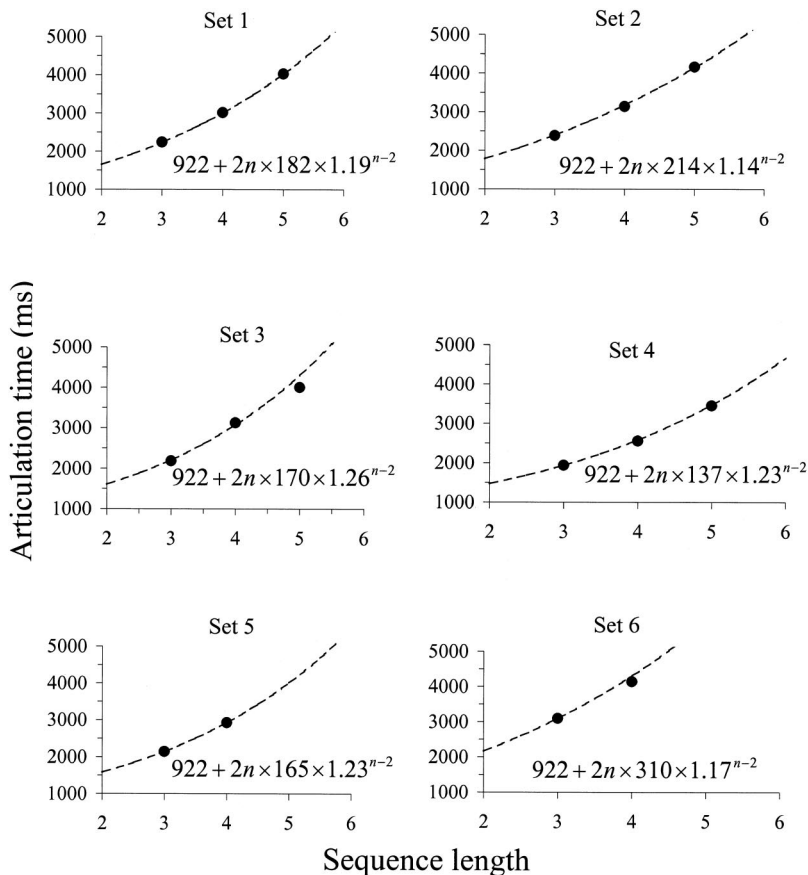 Set 1
5000
4000
3000
2000
1000
922 + 2n × 182 × 1.19^{n−2}
2 3 4 5 6
Set 2
5000
4000
3000
2000
1000
922 + 2n × 214 × 1.14^{n−2}
2 3 4 5 6
Articulation time (ms)
Set 3
5000
4000
3000
2000
1000
922 + 2n × 170 × 1.26^{n−2}
2 3 4 5 6
Set 4
5000
4000
3000
2000
1000
922 + 2n × 137 × 1.23^{n−2}
2 3 4 5 6
Set 5
5000
4000
3000
2000
1000
922 + 2n × 165 × 1.23^{n−2}
2 3 4 5 6
Set 6
5000
4000
3000
2000
1000
922 + 2n × 310 × 1.17^{n−2}
2 3 4 5 6
Sequence length